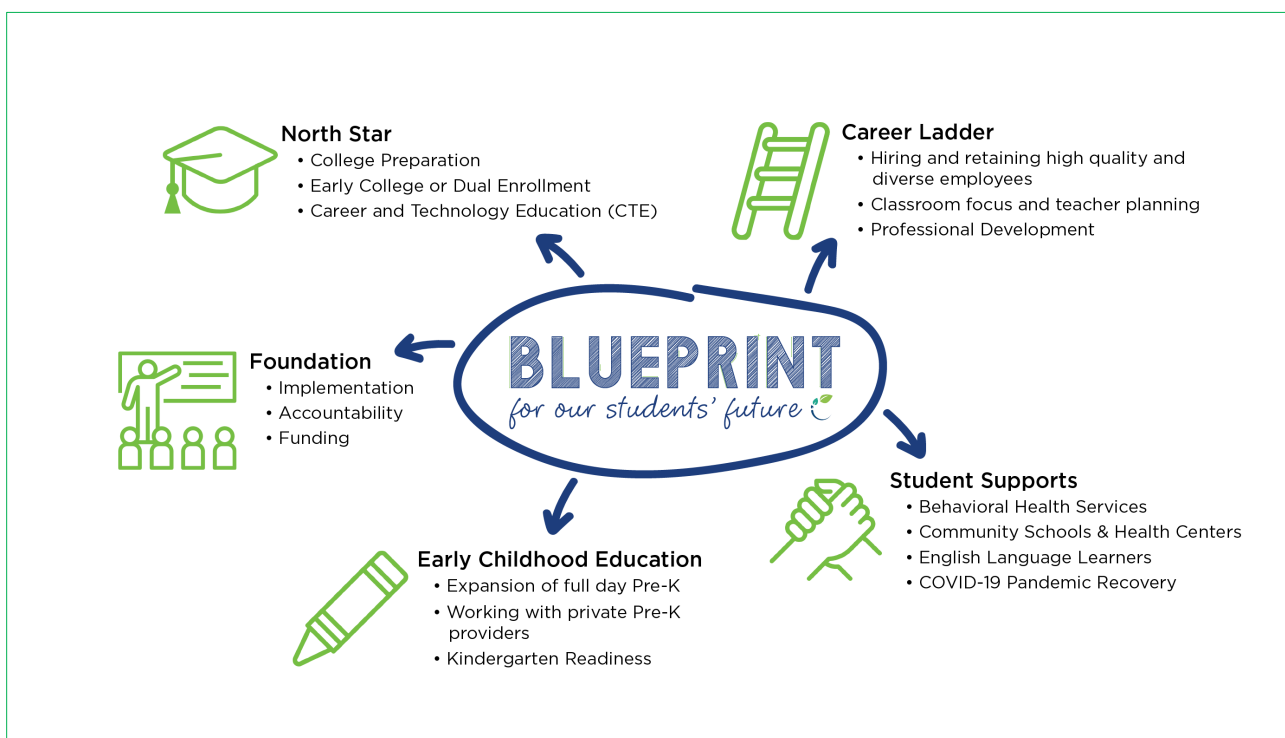 North Star
• College Preparation
• Early College or Dual Enrollment
• Career and Technology Education (CTE)
Career Ladder
• Hiring and retaining high quality and
diverse employees
• Classroom focus and teacher planning
• Professional Development
BLUEPRINT
for our students' future
Foundation
• Implementation
• Accountability
• Funding
Student Supports
• Behavioral Health Services
• Community Schools & Health Centers
• English Language Learners
• COVID-19 Pandemic Recovery
Early Childhood Education
• Expansion of full day Pre-K
• Working with private Pre-K
providers
• Kindergarten Readiness